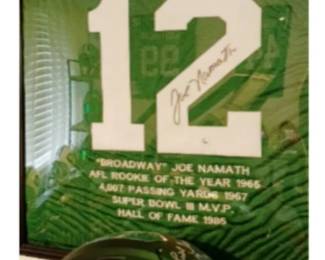 12
Joe Namath
"BROADWAY" JOE NAMATH
AFL ROOKIE OF THE YEAR 1965
4,007 PASSING YARDS 1967
SUPER BOWL III M.V.P.
HALL OF FAME 1985